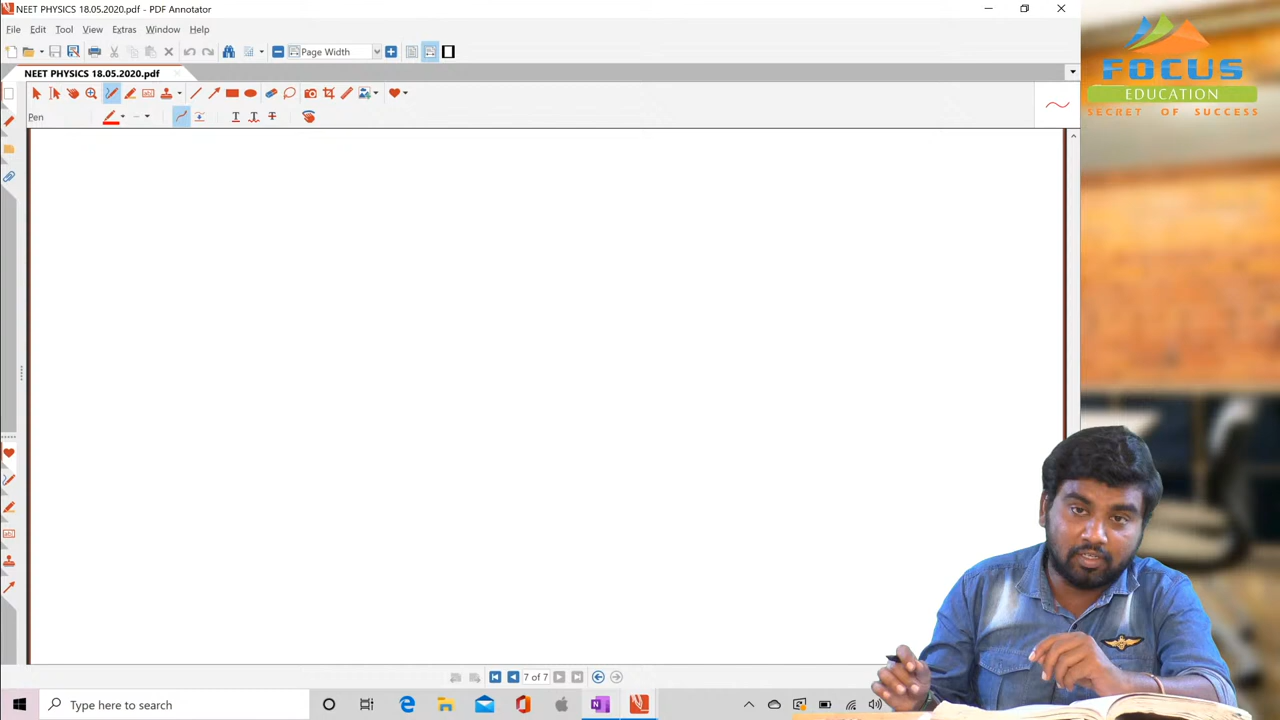 NEET PHYSICS 18.05.2020.pdf - PDF Annotator
File Edit Tool View Extras Window Help
Page Width
NEET PHYSICS 18.05.2020.pdf
Pen
7 of 7
Type here to search
FOCUS
EDUCATION
SECRET OF SUCCESS